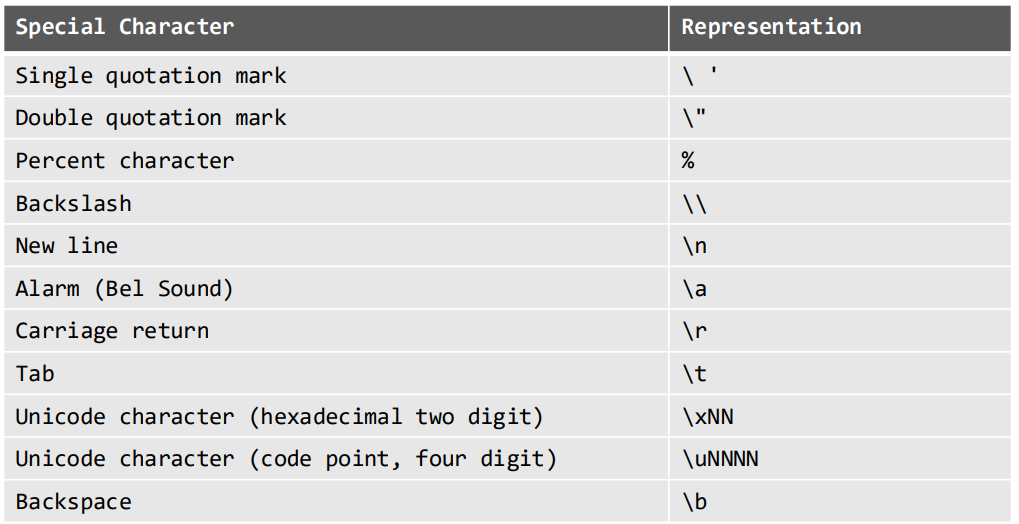 Special Character Representation
Single quotation mark \ '
Double quotation mark \"
Percent character %
Backslash \\
New line \n
Alarm (Bel Sound) \a
Carriage return \r
Tab \t
Unicode character (hexadecimal two digit) \xNN
Unicode character (code point, four digit) \uNNNN
Backspace \b